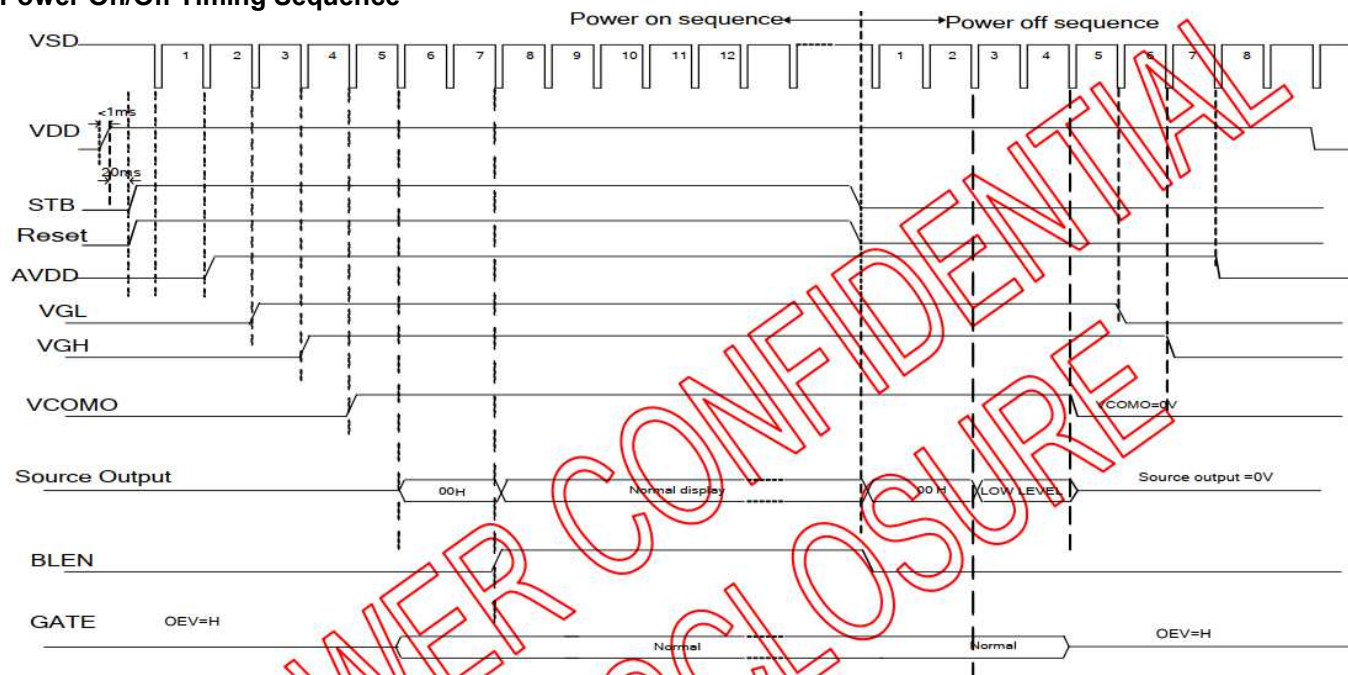 Power On/Off Timing Sequence
Power on sequence
Power off sequence
VSD
1 2 3 4 5 6 7 8 9 10 11 12
1 2 3 4 5 6 7 8
<1ms
VDD
20ms
STB
Reset
AVDD
VGL
VGH
VCOMO
VCOMO=0V
Source Output
00H
Normal display
00 H
LOW LEVEL
Source output =0V
BLEN
GATE
OEV=H
Normal
Normal
OEV=H
CONFIDENTIAL